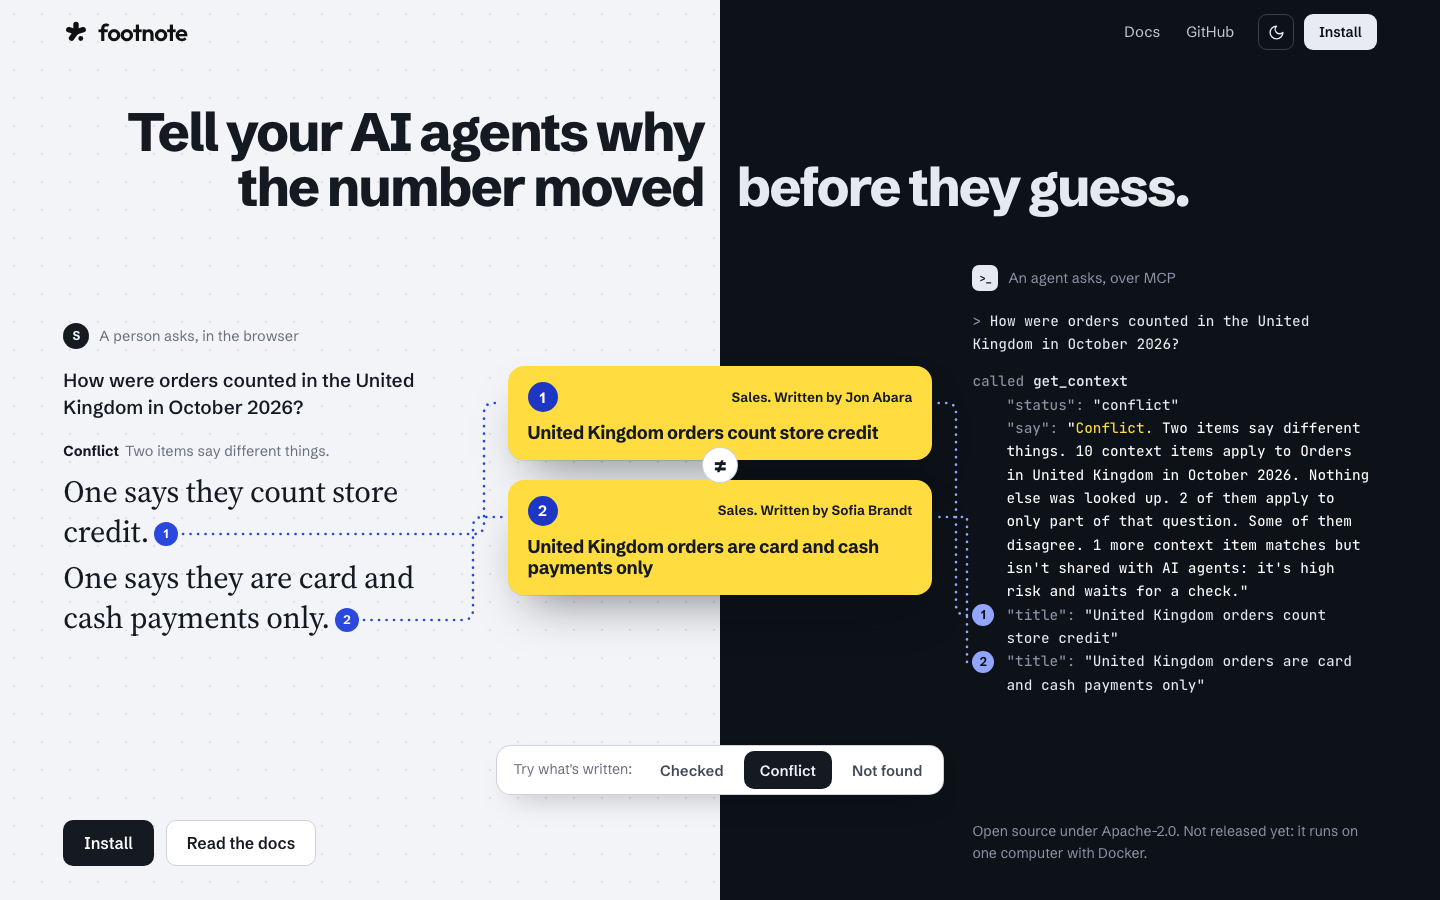 footnote
Docs
GitHub
Install
Tell your AI agents why
the number moved before they guess.
S A person asks, in the browser
How were orders counted in the United
Kingdom in October 2026?
Conflict Two items say different things.
One says they count store
credit. 1
One says they are card and
cash payments only. 2
1 Sales. Written by Jon Abara
United Kingdom orders count store credit
≠
2 Sales. Written by Sofia Brandt
United Kingdom orders are card and cash
payments only
>_ An agent asks, over MCP
> How were orders counted in the United
Kingdom in October 2026?
called get_context
"status": "conflict"
"say": "Conflict. Two items say different
things. 10 context items apply to Orders
in United Kingdom in October 2026. Nothing
else was looked up. 2 of them apply to
only part of that question. Some of them
disagree. 1 more context item matches but
isn't shared with AI agents: it's high
risk and waits for a check."
1 "title": "United Kingdom orders count
store credit"
2 "title": "United Kingdom orders are card
and cash payments only"
Try what's written: Checked Conflict Not found
Install
Read the docs
Open source under Apache-2.0. Not released yet: it runs on
one computer with Docker.